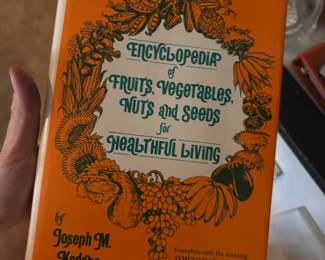 ENCYCLOPEDIA
of
FRUITS, VEGETABLES,
NUTS and SEEDS
for
HEALTHFUL LIVING
by
Joseph M.
Complete with the amazing